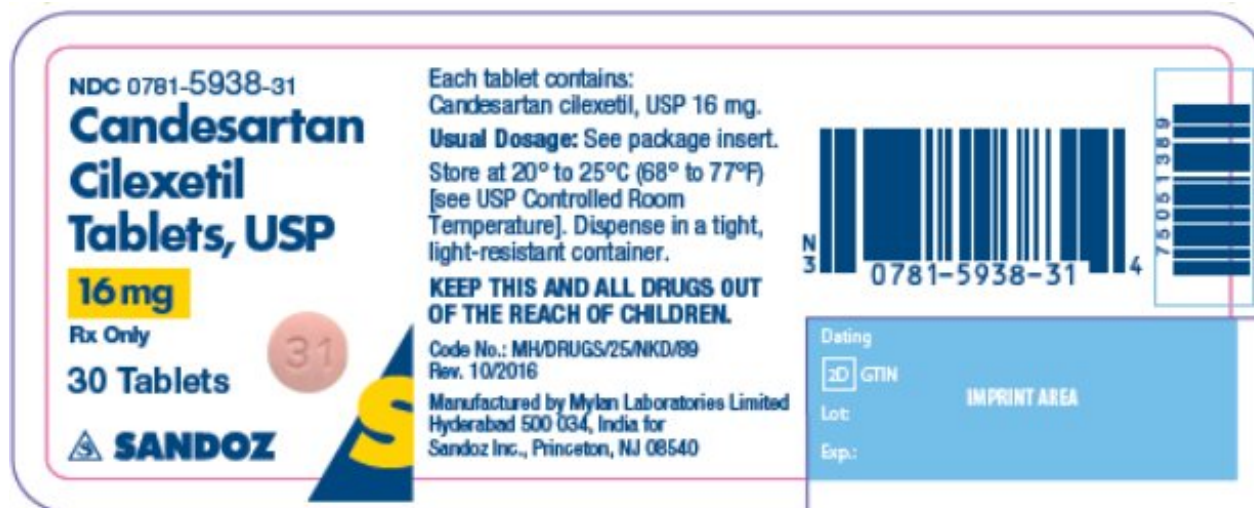 NDC 0781-5938-31
Candesartan
Cilexetil
Tablets, USP
16 mg
Rx Only
30 Tablets
31
SANDOZ
S
Each tablet contains:
Candesartan cilexetil, USP 16 mg.
Usual Dosage: See package insert.
Store at 20° to 25°C (68° to 77°F)
[see USP Controlled Room
Temperature]. Dispense in a tight,
light-resistant container.
KEEP THIS AND ALL DRUGS OUT
OF THE REACH OF CHILDREN.
Code No.: MH/DRUGS/25/NKD/89
Rev. 10/2016
Manufactured by Mylan Laboratories Limited
Hyderabad 500 034, India for
Sandoz Inc., Princeton, NJ 08540
N
3 0781-5938-31 4
75051389
Dating
2D GTIN
Lot:
Exp.:
IMPRINT AREA